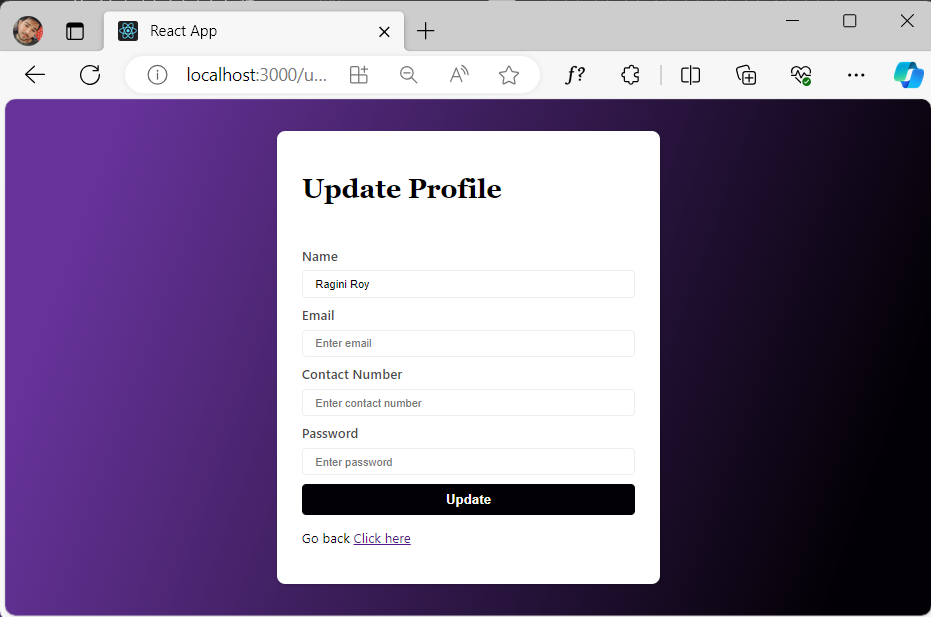 React App
localhost:3000/u...
Update Profile
Name
Ragini Roy
Email
Enter email
Contact Number
Enter contact number
Password
Enter password
Update
Go back Click here